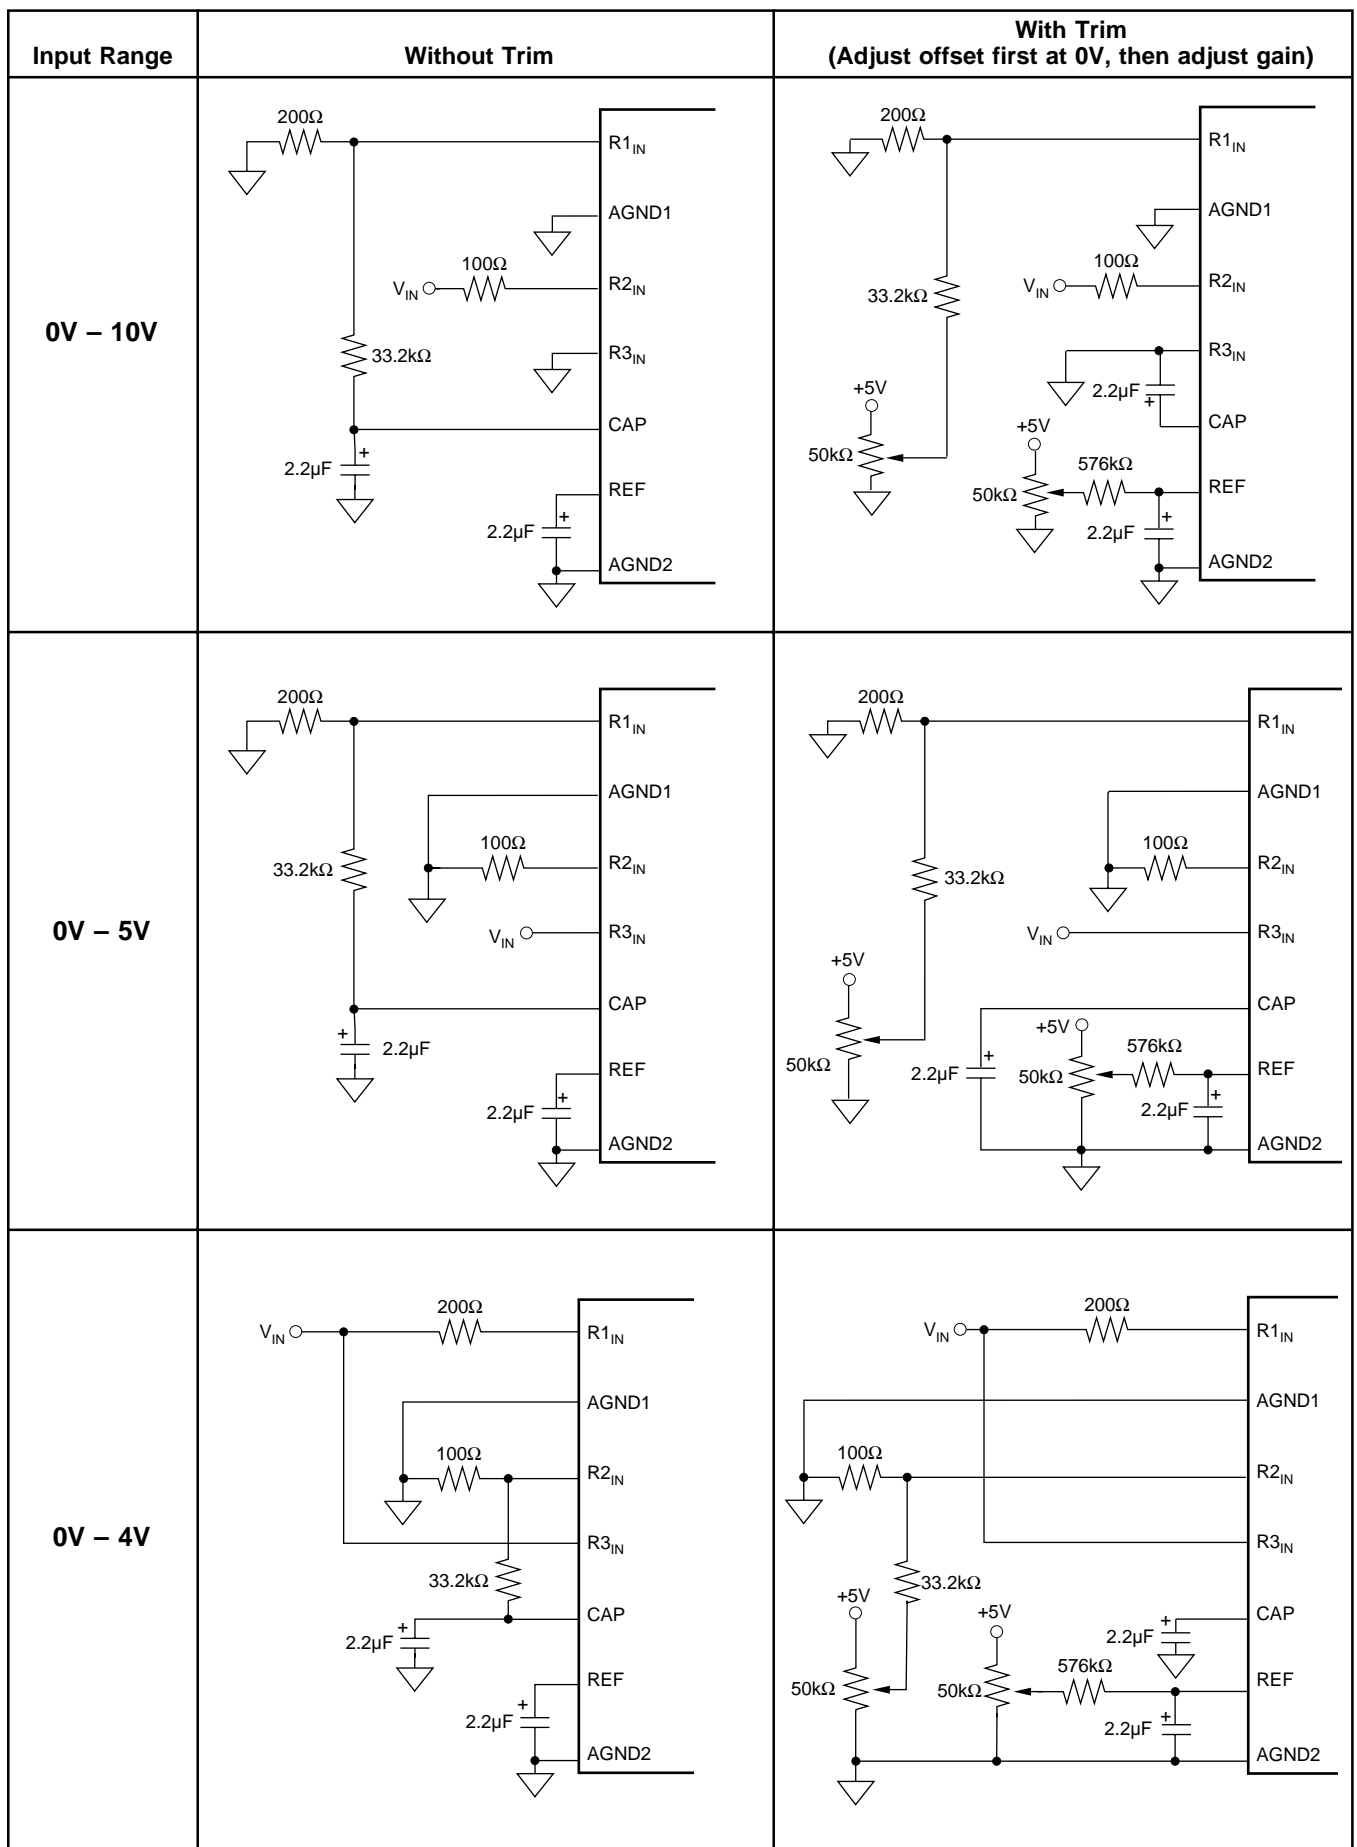 Input Range
Without Trim
With Trim
(Adjust offset first at 0V, then adjust gain)
0V – 10V
200Ω
R1IN
AGND1
100Ω
VIN
R2IN
33.2kΩ
R3IN
CAP
+
2.2µF
REF
+
2.2µF
AGND2
200Ω
R1IN
AGND1
100Ω
VIN
R2IN
33.2kΩ
R3IN
2.2µF
+
CAP
+5V
50kΩ
+5V
576kΩ
50kΩ
REF
+
2.2µF
AGND2
0V – 5V
200Ω
R1IN
AGND1
100Ω
R2IN
33.2kΩ
VIN
R3IN
CAP
+
2.2µF
REF
+
2.2µF
AGND2
200Ω
R1IN
AGND1
100Ω
R2IN
33.2kΩ
VIN
R3IN
+5V
50kΩ
CAP
+
2.2µF
+5V
50kΩ
576kΩ
REF
+
2.2µF
AGND2
0V – 4V
200Ω
VIN
R1IN
AGND1
100Ω
R2IN
R3IN
33.2kΩ
CAP
+
2.2µF
REF
+
2.2µF
AGND2
200Ω
VIN
R1IN
AGND1
100Ω
R2IN
R3IN
33.2kΩ
+5V
50kΩ
+5V
50kΩ
CAP
+
2.2µF
576kΩ
REF
+
2.2µF
AGND2